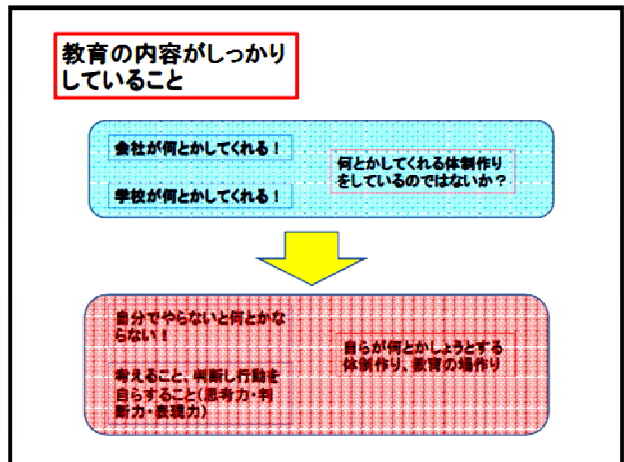 教育の内容がしっかり
していること
会社が何とかしてくれる！
学校が何とかしてくれる！
何とかしてくれる体制作り
をしているのではないか？
自分でやらないと何とかな
らない！
考えること、判断し行動を
自らすること(思考力・判
断力・表現力)
自らが何とかしょうとする
体制作り、教育の場作り